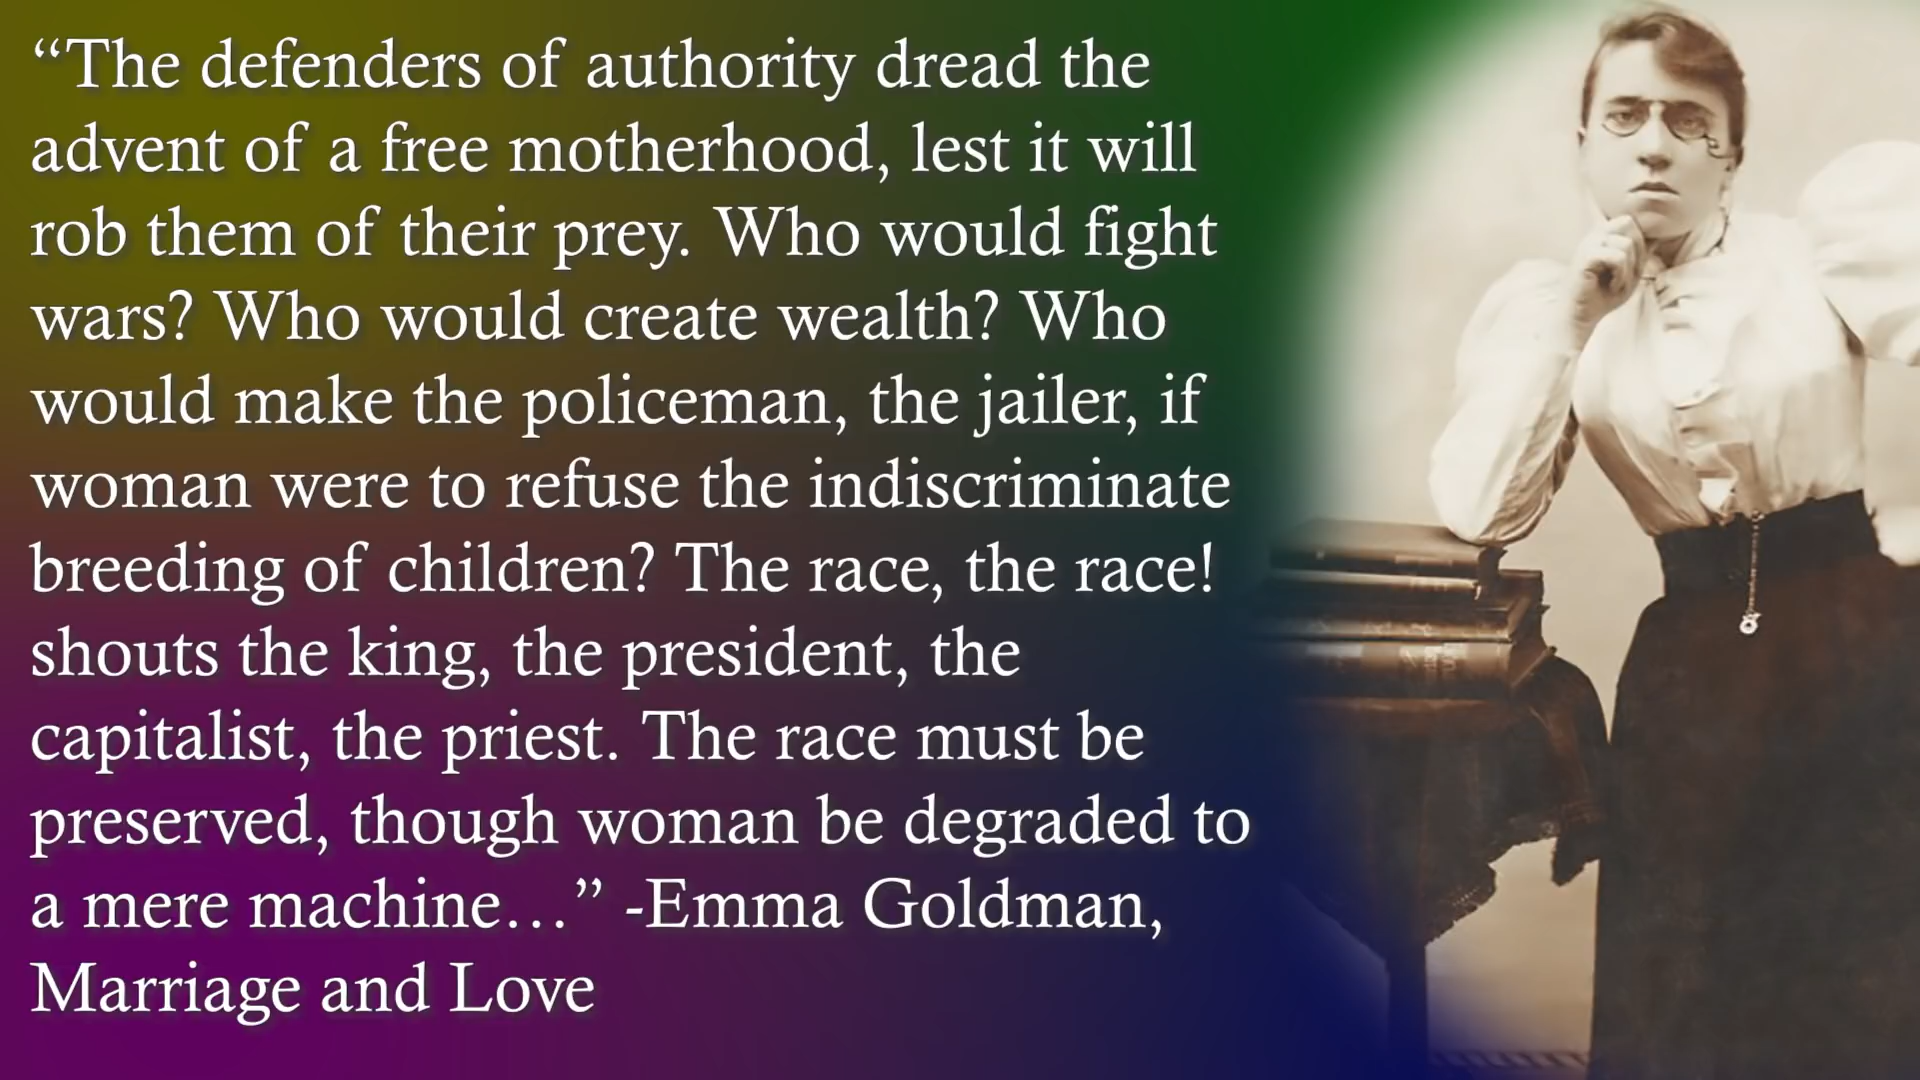 “The defenders of authority dread the
advent of a free motherhood, lest it will
rob them of their prey. Who would fight
wars? Who would create wealth? Who
would make the policeman, the jailer, if
woman were to refuse the indiscriminate
breeding of children? The race, the race!
shouts the king, the president, the
capitalist, the priest. The race must be
preserved, though woman be degraded to
a mere machine…” -Emma Goldman,
Marriage and Love